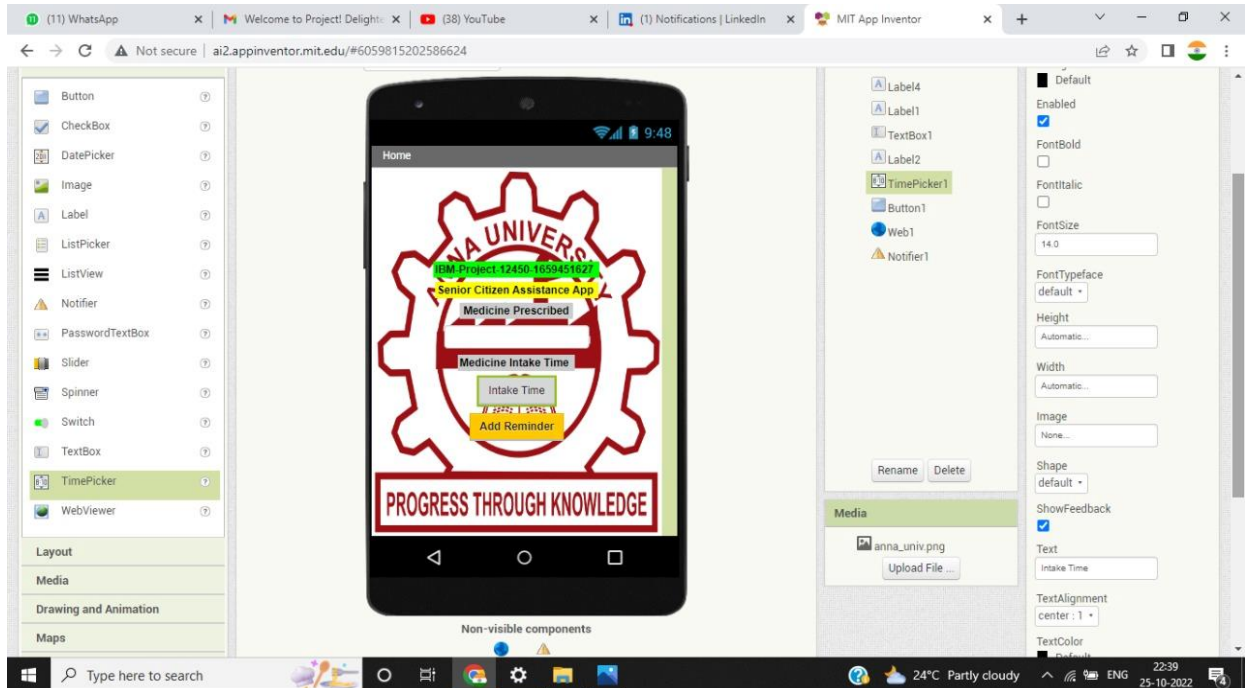 (11) WhatsApp
Welcome to Project! Delight
(38) YouTube
(1) Notifications | LinkedIn
MIT App Inventor
Not secure
ai2.appinventor.mit.edu/#6059815202586624
Button
CheckBox
DatePicker
Image
Label
ListPicker
ListView
Notifier
PasswordTextBox
Slider
Spinner
Switch
TextBox
TimePicker
WebViewer
Layout
Media
Drawing and Animation
Maps
9:48
Home
UNIVERSITY
IBM-Project-12450-1659451627
Senior Citizen Assistance App
Medicine Prescribed
Medicine Intake Time
Intake Time
Add Reminder
PROGRESS THROUGH KNOWLEDGE
Non-visible components
Label4
Label1
TextBox1
Label2
TimePicker1
Button1
Web1
Notifier1
Rename Delete
Media
anna_univ.png
Upload File ...
Default
Enabled
FontBold
FontItalic
FontSize
14.0
FontTypeface
default
Height
Automatic...
Width
Automatic...
Image
None...
Shape
default
ShowFeedback
Text
Intake Time
TextAlignment
center : 1
TextColor
Default
Type here to search
24°C Partly cloudy
ENG
22:39
25-10-2022
4